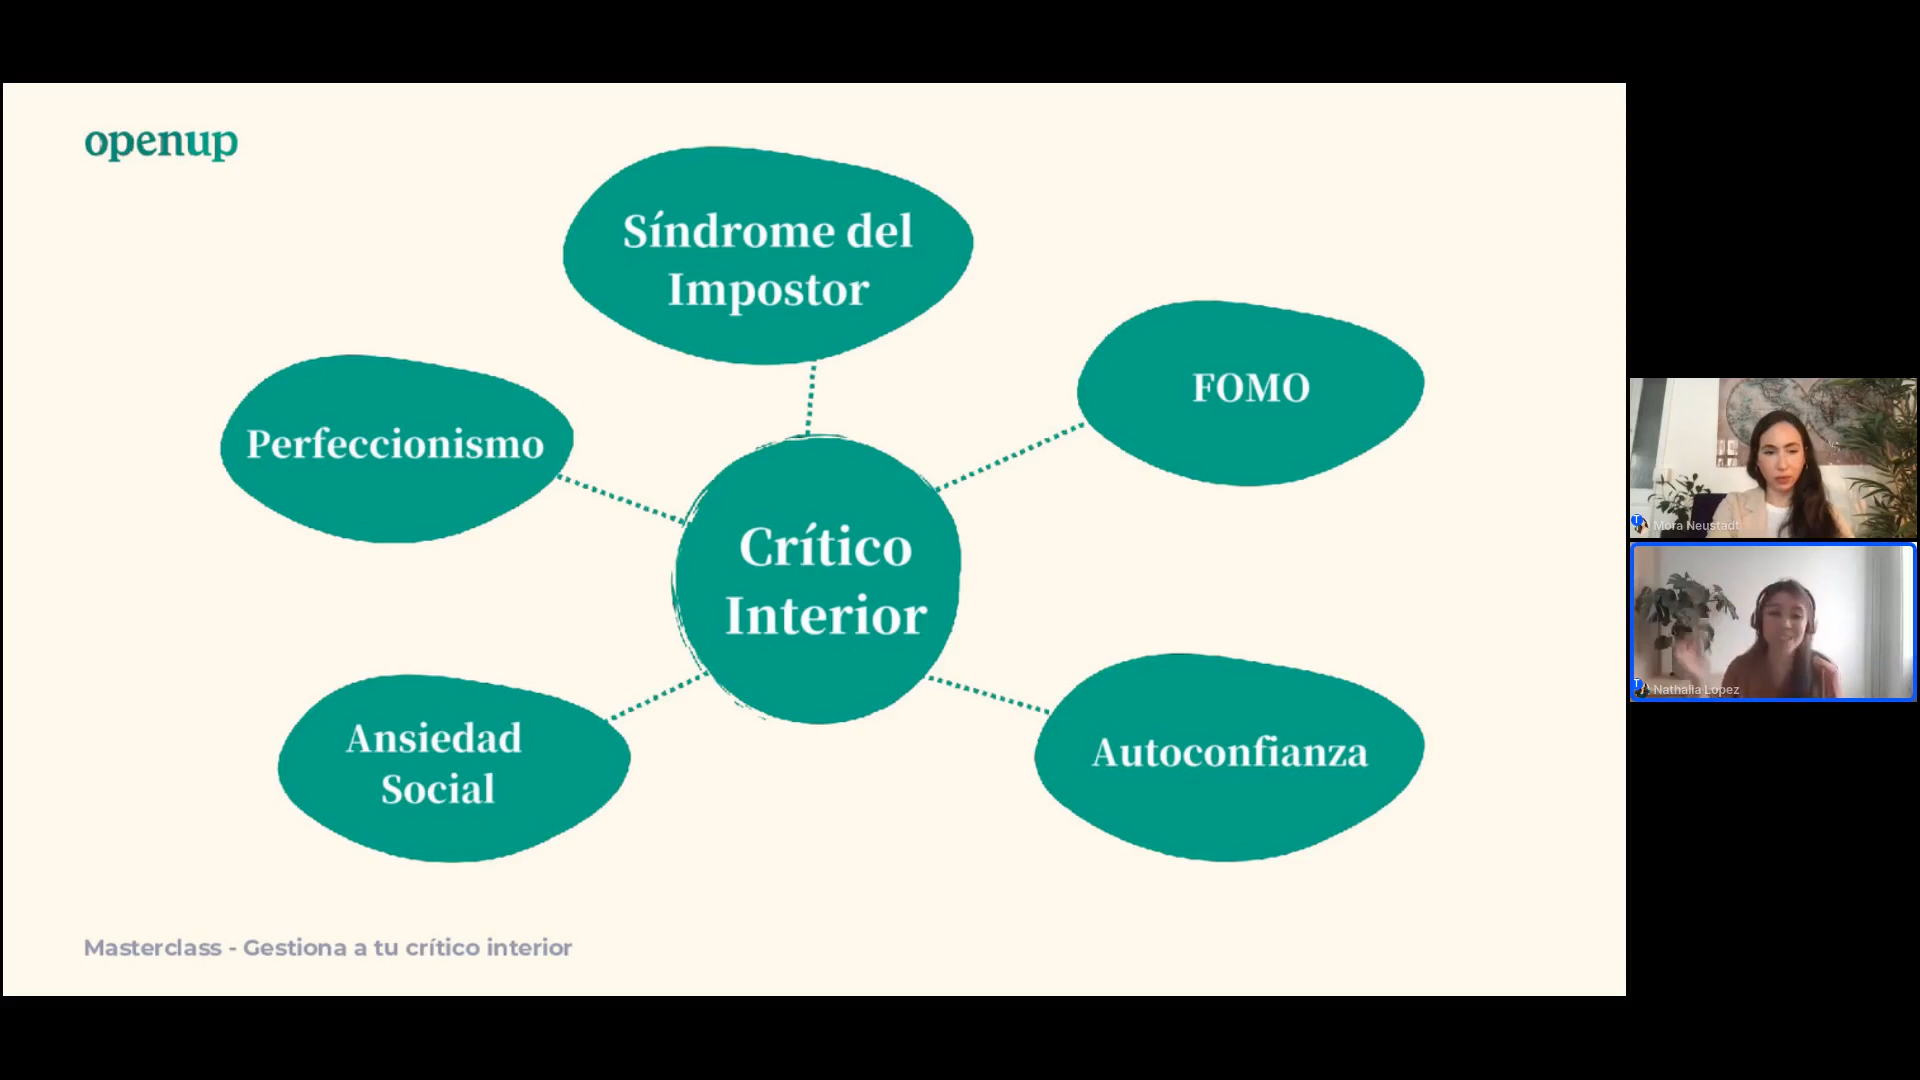 openup
Síndrome del
Impostor
FOMO
Perfeccionismo
Crítico
Interior
Ansiedad
Social
Autoconfianza
Masterclass - Gestiona a tu crítico interior
Mora Neustadt
Nathalia Lopez